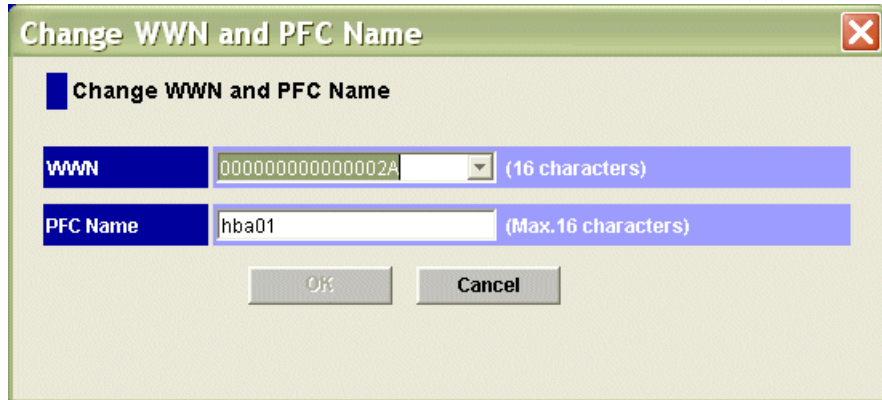 Change WWN and PFC Name
Change WWN and PFC Name
WWN 000000000000002A (16 characters)
PFC Name hba01 (Max.16 characters)
OK Cancel